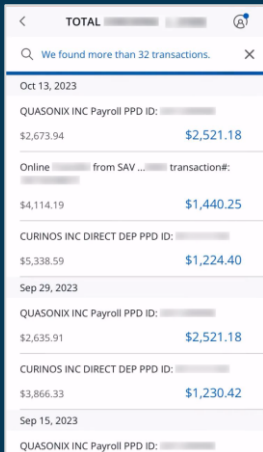 TOTAL
We found more than 32 transactions.
Oct 13, 2023
QUASONIX INC Payroll PPD ID:
$2,673.94 $2,521.18
Online from SAV ... transaction#:
$4,114.19 $1,440.25
CURINOS INC DIRECT DEP PPD ID:
$5,338.59 $1,224.40
Sep 29, 2023
QUASONIX INC Payroll PPD ID:
$2,635.91 $2,521.18
CURINOS INC DIRECT DEP PPD ID:
$3,866.33 $1,230.42
Sep 15, 2023
QUASONIX INC Payroll PPD ID: